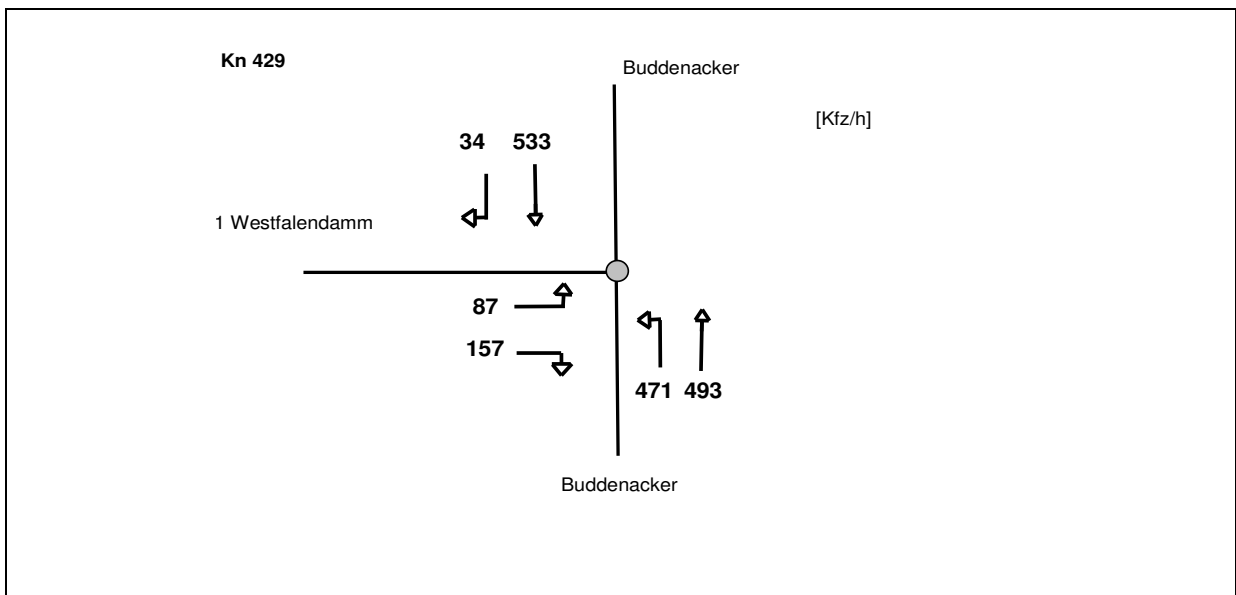 Kn 429
Buddenacker
[Kfz/h]
34 533
1 Westfalendamm
87
157
471 493
Buddenacker